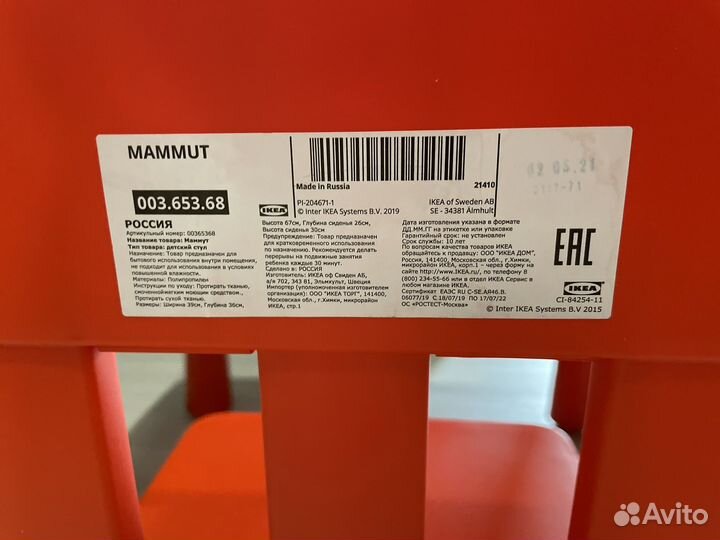 MAMMUT
003.653.68
IKEA
РОССИЯ
Артикульный номер: 00365368
Название товара: Маммут
Тип товара: детский стул
Назначение: Товар предназначен для
бытового использования внутри помещения,
не подходит для использования в условиях
повышенной влажности.
Материалы: Полипропилен
Инструкции по уходу: Протирать тканью,
смоченной мягким моющим средством.
Протирать сухой тканью.
Размеры: Ширина 39см, Глубина 36см,
Made in Russia
21410
PI-204671-1
© Inter IKEA Systems B.V. 2019
IKEA of Sweden AB
SE - 34381 Älmhult
Высота 67см, Глубина сиденья 26см,
Высота сиденья 30см
Предупреждение: Товар предназначен
для кратковременного использования
по назначению. Рекомендуется делать
перерывы на подвижные занятия
ребенка каждые 30 минут.
Сделано в: РОССИЯ
Изготовитель: ИКЕА оф Свиден АБ,
а/я 702, 343 81, Эльмхульт, Швеция
Импортер (уполномоченная изготовителем
организация): ООО "ИКЕА ТОРГ", 141400,
Московская обл., г.Химки, микрорайон
ИКЕА, стр.1
Дата изготовления указана в формате
ДД.ММ.ГГ на этикетке или упаковке
Гарантийный срок: не установлен
Срок службы: 10 лет
По вопросам качества товаров ИКЕА
обращайтесь к продавцу: ООО "ИКЕА ДОМ",
Россия, 141400, Московская обл., г.Химки,
микрорайон ИКЕА, корп.1 – через форму на
сайте http://www.IKEA.ru/, по телефону 8
(800) 234-55-66 или в отделе ИКЕА Сервис в
любом магазине ИКЕА.
Сертификат ЕАЭС RU C-SE.АЯ46.В.
66077/19 С 18/07/19 ПО 17/07/22
ОС "РОСТЕСТ-Москва"
02 05.21
EAC
IKEA
CI-84254-11
© Inter IKEA Systems B.V 2015
Avito